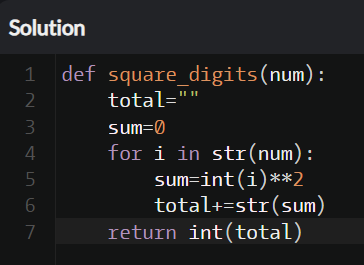 Solution
1 def square_digits(num):
2     total=""
3     sum=0
4     for i in str(num):
5         sum=int(i)**2
6         total+=str(sum)
7     return int(total)